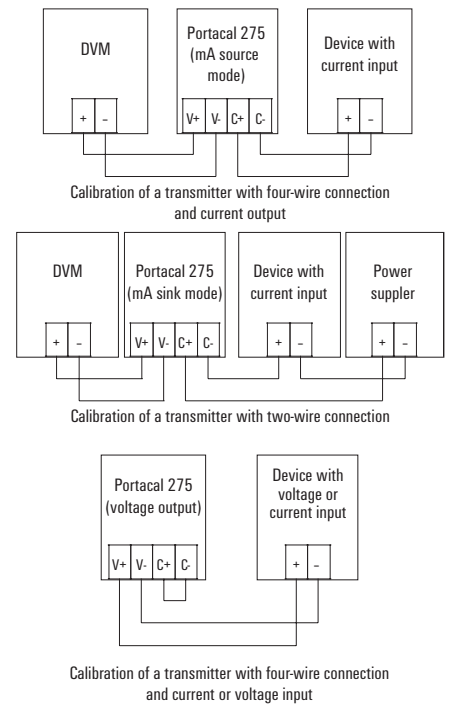 DVM
Portacal 275
(mA source
mode)
Device with
current input
+ –
V+ V- C+ C-
+ –
Calibration of a transmitter with four-wire connection
and current output
DVM
Portacal 275
(mA sink mode)
Device with
current input
Power
suppler
+ –
V+ V- C+ C-
+ –
+ –
Calibration of a transmitter with two-wire connection
Portacal 275
(voltage output)
Device with
voltage or
current input
V+ V- C+ C-
+ –
Calibration of a transmitter with four-wire connection
and current or voltage input